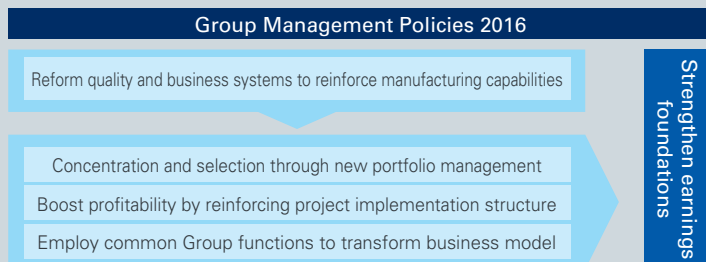 Group Management Policies 2016
Reform quality and business systems to reinforce manufacturing capabilities
Concentration and selection through new portfolio management
Boost profitability by reinforcing project implementation structure
Employ common Group functions to transform business model
Strengthen earnings
foundations